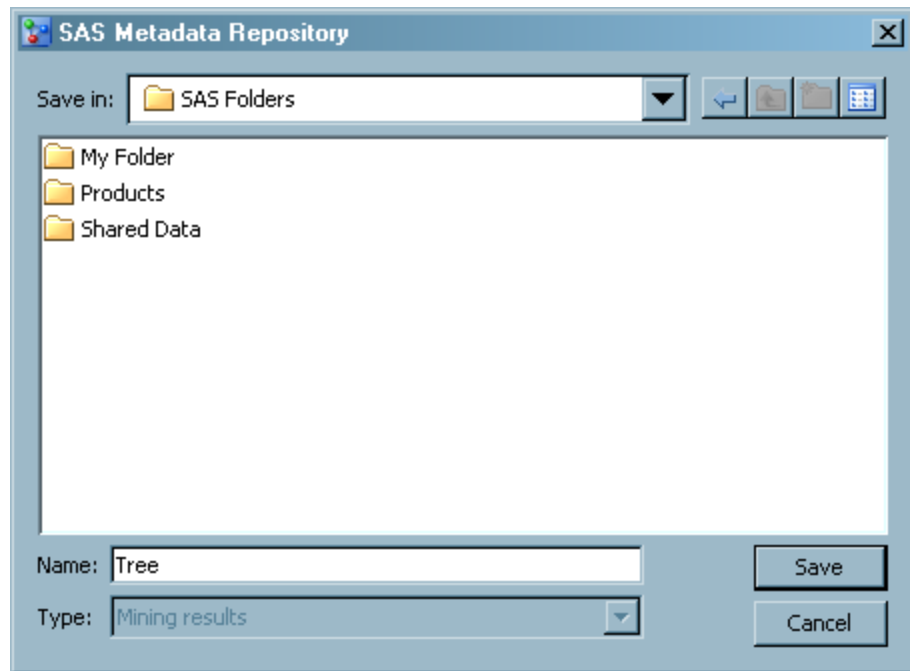 SAS Metadata Repository
Save in: SAS Folders
My Folder
Products
Shared Data
Name: Tree
Save
Type: Mining results
Cancel